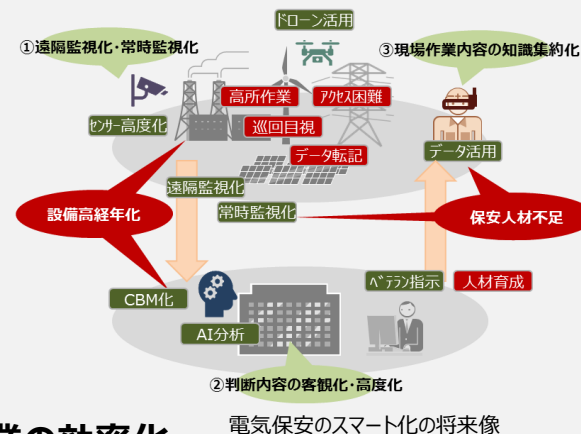 ドローン活用
①遠隔監視化・常時監視化
③現場作業内容の知識集約化
高所作業
アクセス困難
センサー高度化
巡回目視
データ転記
データ活用
遠隔監視化
設備高経年化
常時監視化
保安人材不足
CBM化
ベテラン指示
人材育成
AI分析
②判断内容の客観化・高度化
電気保安のスマート化の将来像
業の効率化